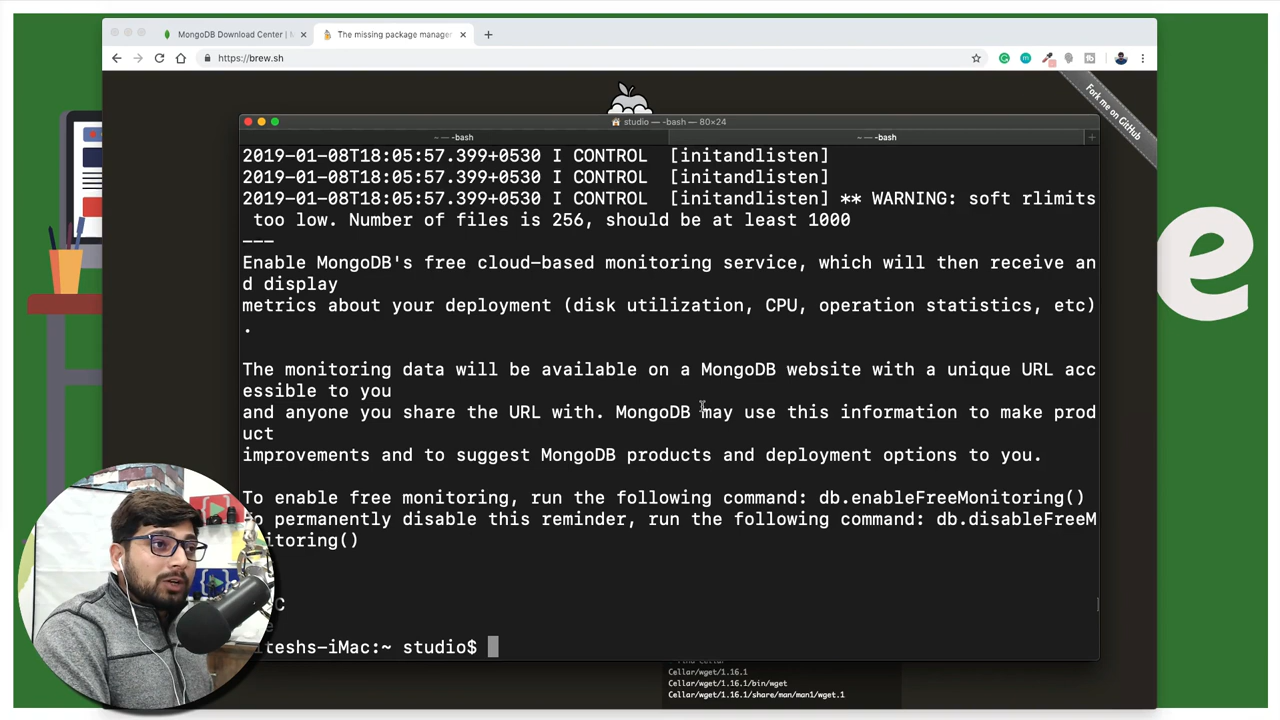 MongoDB Download Center |
The missing package manage
https://brew.sh
Fork me on GitHub
studio — -bash — 80×24
~ — -bash
~ — -bash
2019-01-08T18:05:57.399+0530 I CONTROL  [initandlisten]
2019-01-08T18:05:57.399+0530 I CONTROL  [initandlisten]
2019-01-08T18:05:57.399+0530 I CONTROL  [initandlisten] ** WARNING: soft rlimits
too low. Number of files is 256, should be at least 1000
---
Enable MongoDB's free cloud-based monitoring service, which will then receive an
d display
metrics about your deployment (disk utilization, CPU, operation statistics, etc)
.
The monitoring data will be available on a MongoDB website with a unique URL acc
essible to you
and anyone you share the URL with. MongoDB may use this information to make prod
uct
improvements and to suggest MongoDB products and deployment options to you.
To enable free monitoring, run the following command: db.enableFreeMonitoring()
permanently disable this reminder, run the following command: db.disableFreeM
itoring()
C
e
iteshs-iMac:~ studio$
Cellar/wget/1.16.1
Cellar/wget/1.16.1/bin/wget
Cellar/wget/1.16.1/share/man/man1/wget.1